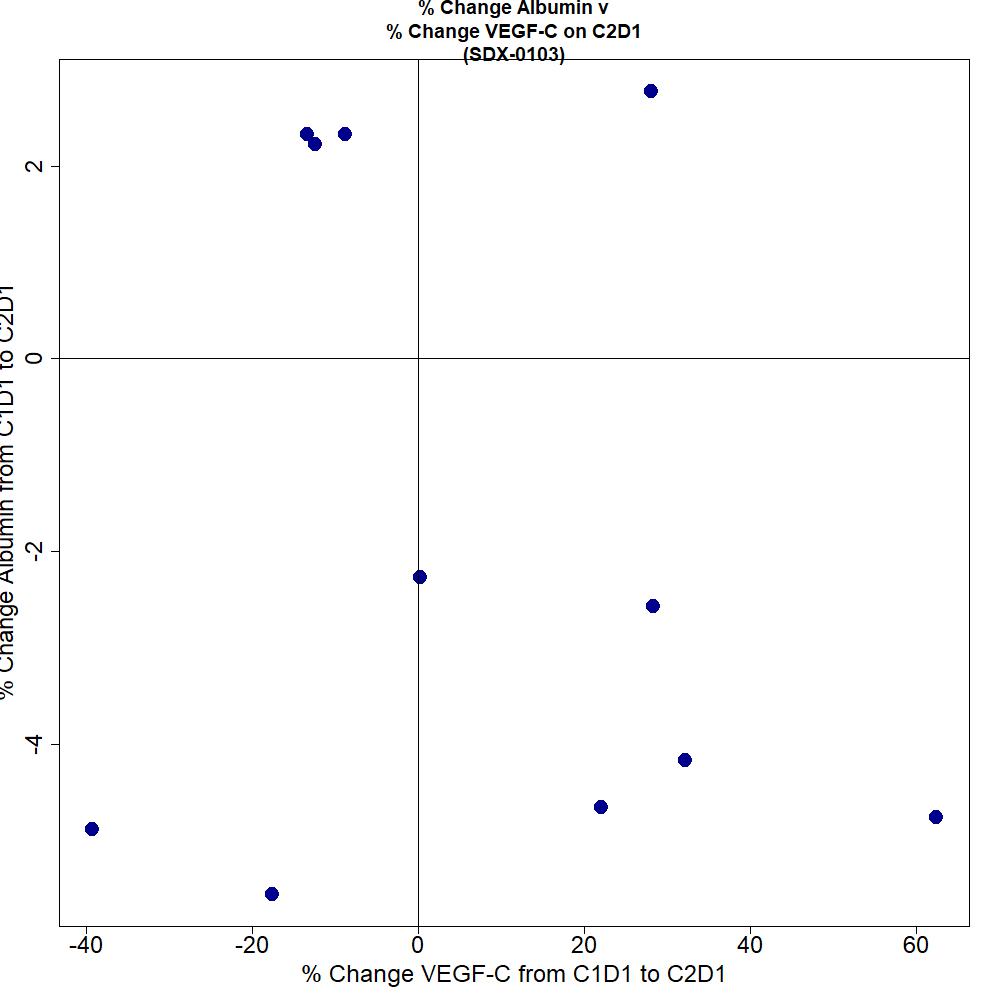 % Change Albumin v
% Change VEGF-C on C2D1
(SDX-0103)
% Change Albumin from C1D1 to C2D1
2
0
-2
-4
-40 -20 0 20 40 60
% Change VEGF-C from C1D1 to C2D1